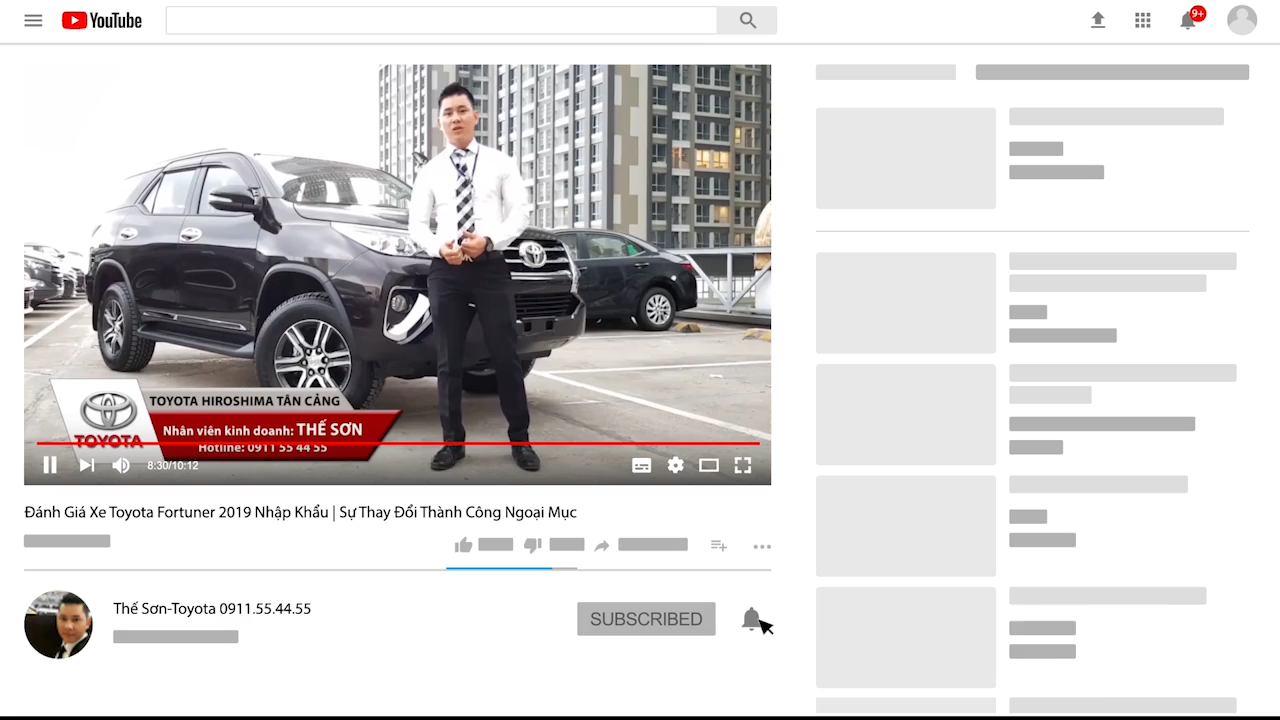 YouTube
9+
TOYOTA HIROSHIMA TÂN CẢNG
Nhân viên kinh doanh: THẾ SƠN
TOYOTA
Hotline: 0911 55 44 55
8:30/10:12
Đánh Giá Xe Toyota Fortuner 2019 Nhập Khẩu | Sự Thay Đổi Thành Công Ngoại Mục
Thế Sơn-Toyota 0911.55.44.55
SUBSCRIBED